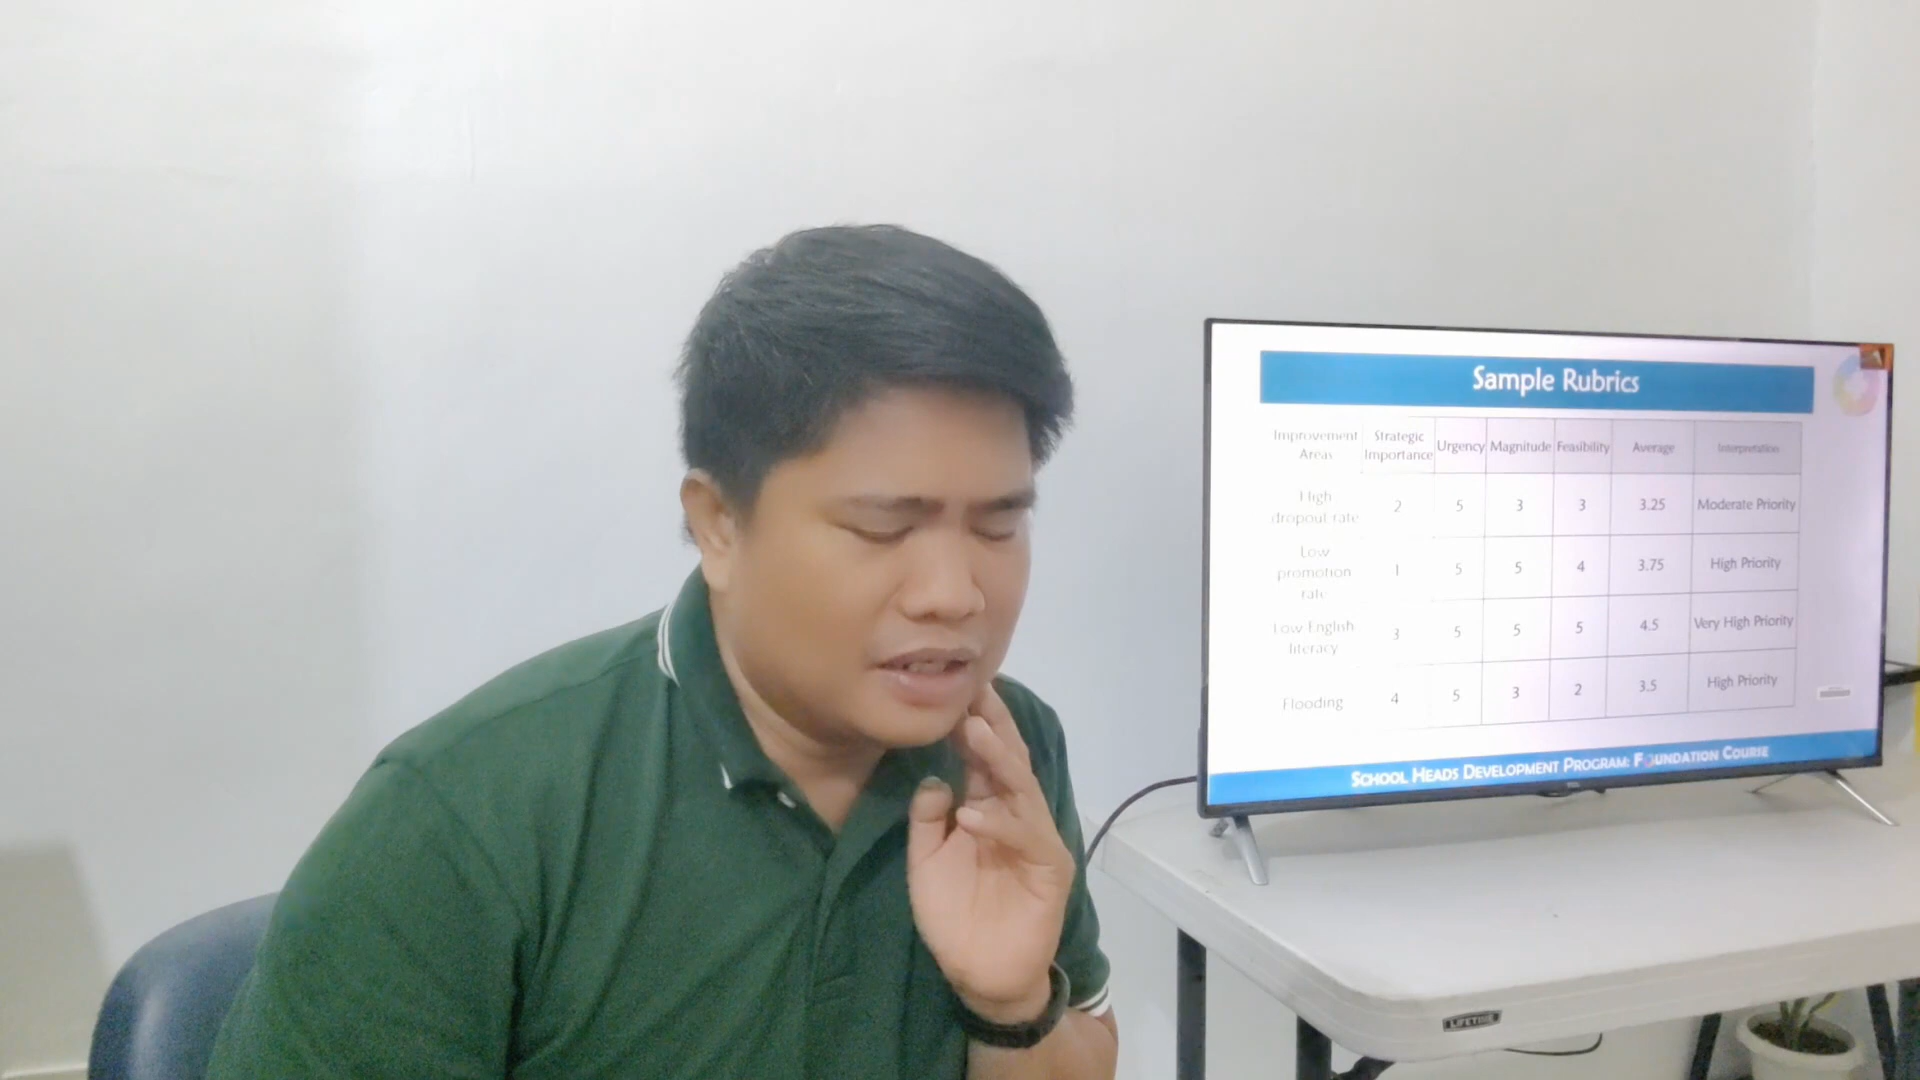 Sample Rubrics
Improvement Areas Strategic Importance Urgency Magnitude Feasibility Average Interpretation
High dropout rate 2 5 3 3 3.25 Moderate Priority
Low promotion rate 1 5 5 4 3.75 High Priority
Low English literacy 3 5 5 5 4.5 Very High Priority
Flooding 4 5 3 2 3.5 High Priority
SCHOOL HEADS DEVELOPMENT PROGRAM: FOUNDATION COURSE
LIFETIME